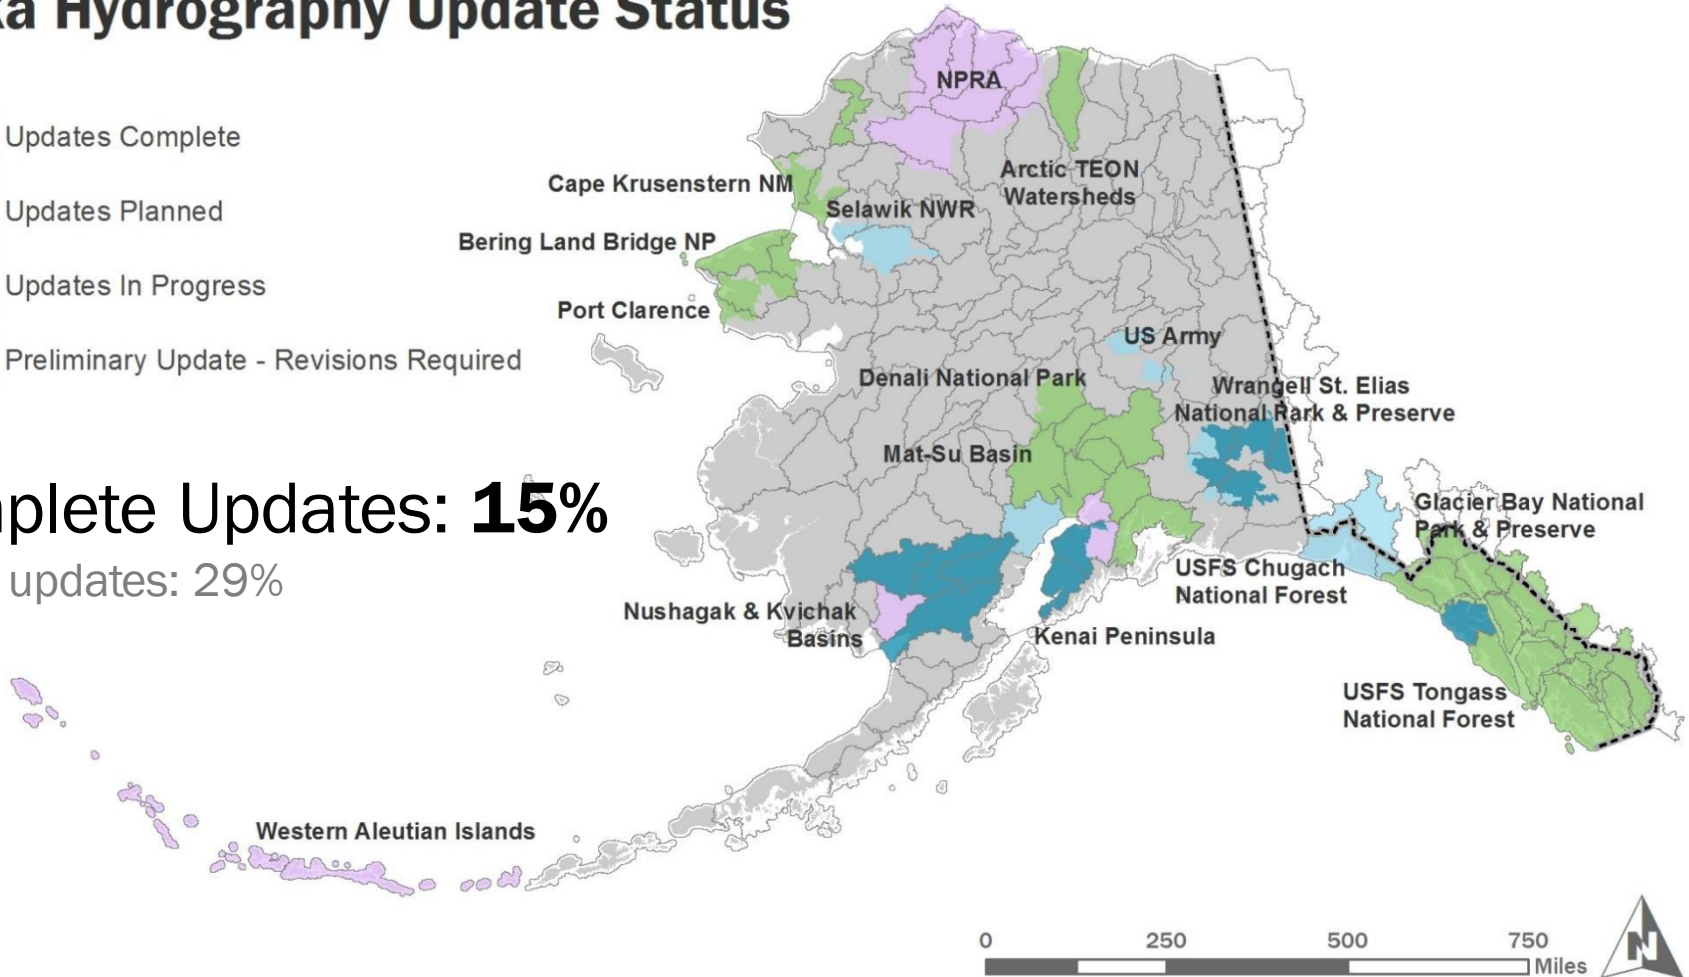 ka Hydrography Update Status
Updates Complete
Updates Planned
Updates In Progress
Preliminary Update - Revisions Required
mplete Updates: 15%
updates: 29%
NPRA
Arctic TEON
Watersheds
Cape Krusenstern NM
Selawik NWR
Bering Land Bridge NP
Port Clarence
US Army
Denali National Park
Wrangell St. Elias
National Park & Preserve
Mat-Su Basin
Glacier Bay National
Park & Preserve
USFS Chugach
National Forest
Nushagak & Kvichak
Basins
Kenai Peninsula
USFS Tongass
National Forest
Western Aleutian Islands
0 250 500 750
Miles
N